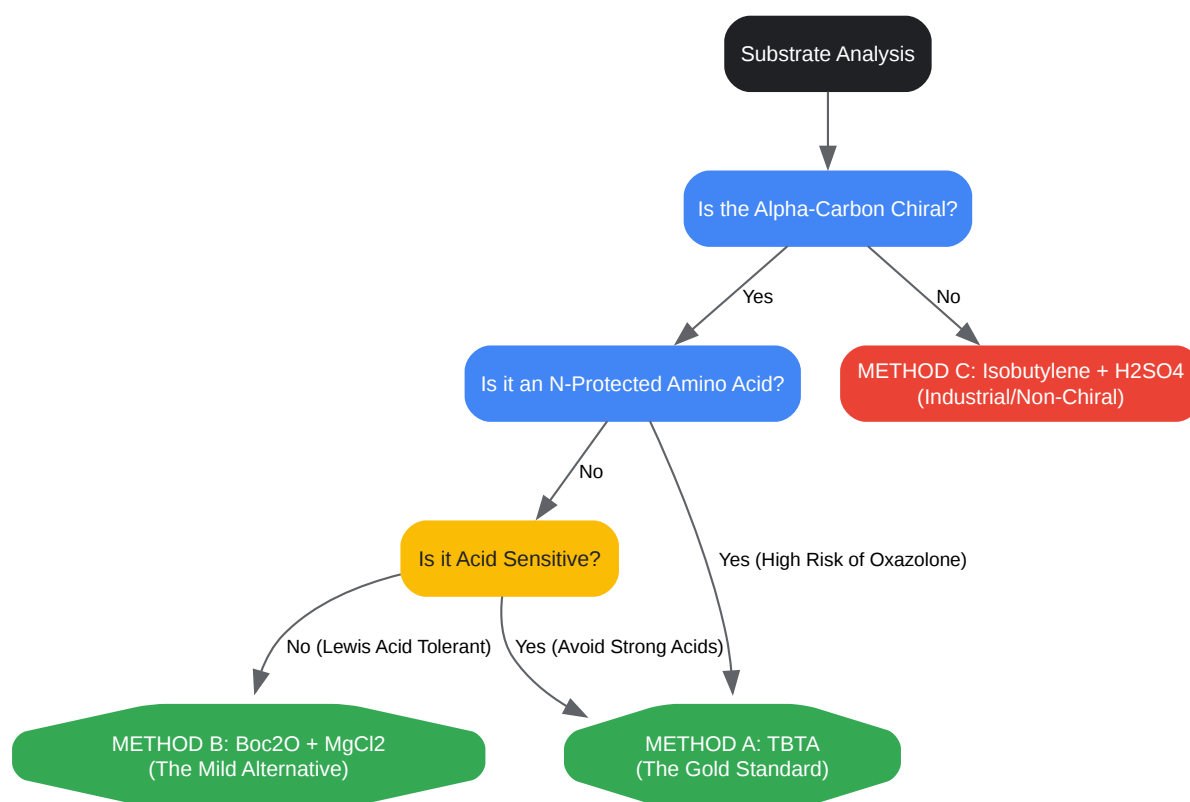 Substrate Analysis
Is the Alpha-Carbon Chiral?
Yes
No
Is it an N-Protected Amino Acid?
METHOD C: Isobutylene + H2SO4
(Industrial/Non-Chiral)
No
Is it Acid Sensitive?
Yes (High Risk of Oxazolone)
No (Lewis Acid Tolerant)
Yes (Avoid Strong Acids)
METHOD B: Boc2O + MgCl2
(The Mild Alternative)
METHOD A: TBTA
(The Gold Standard)